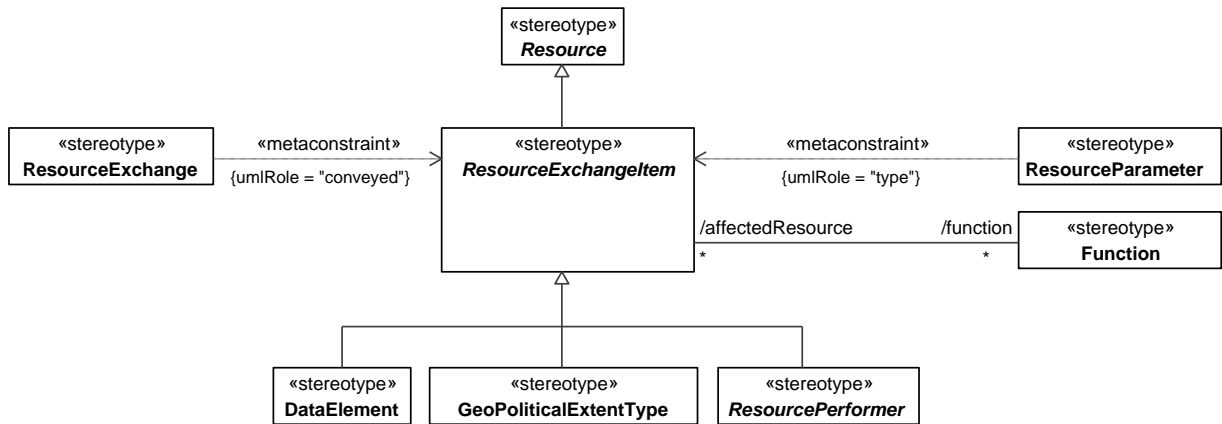 «stereotype»
Resource
«stereotype»
ResourceExchange
«metaconstraint»
{umlRole = "conveyed"}
«stereotype»
ResourceExchangeItem
«metaconstraint»
{umlRole = "type"}
«stereotype»
ResourceParameter
/affectedResource
*
/function
*
«stereotype»
Function
«stereotype»
DataElement
«stereotype»
GeoPoliticalExtentType
«stereotype»
ResourcePerformer